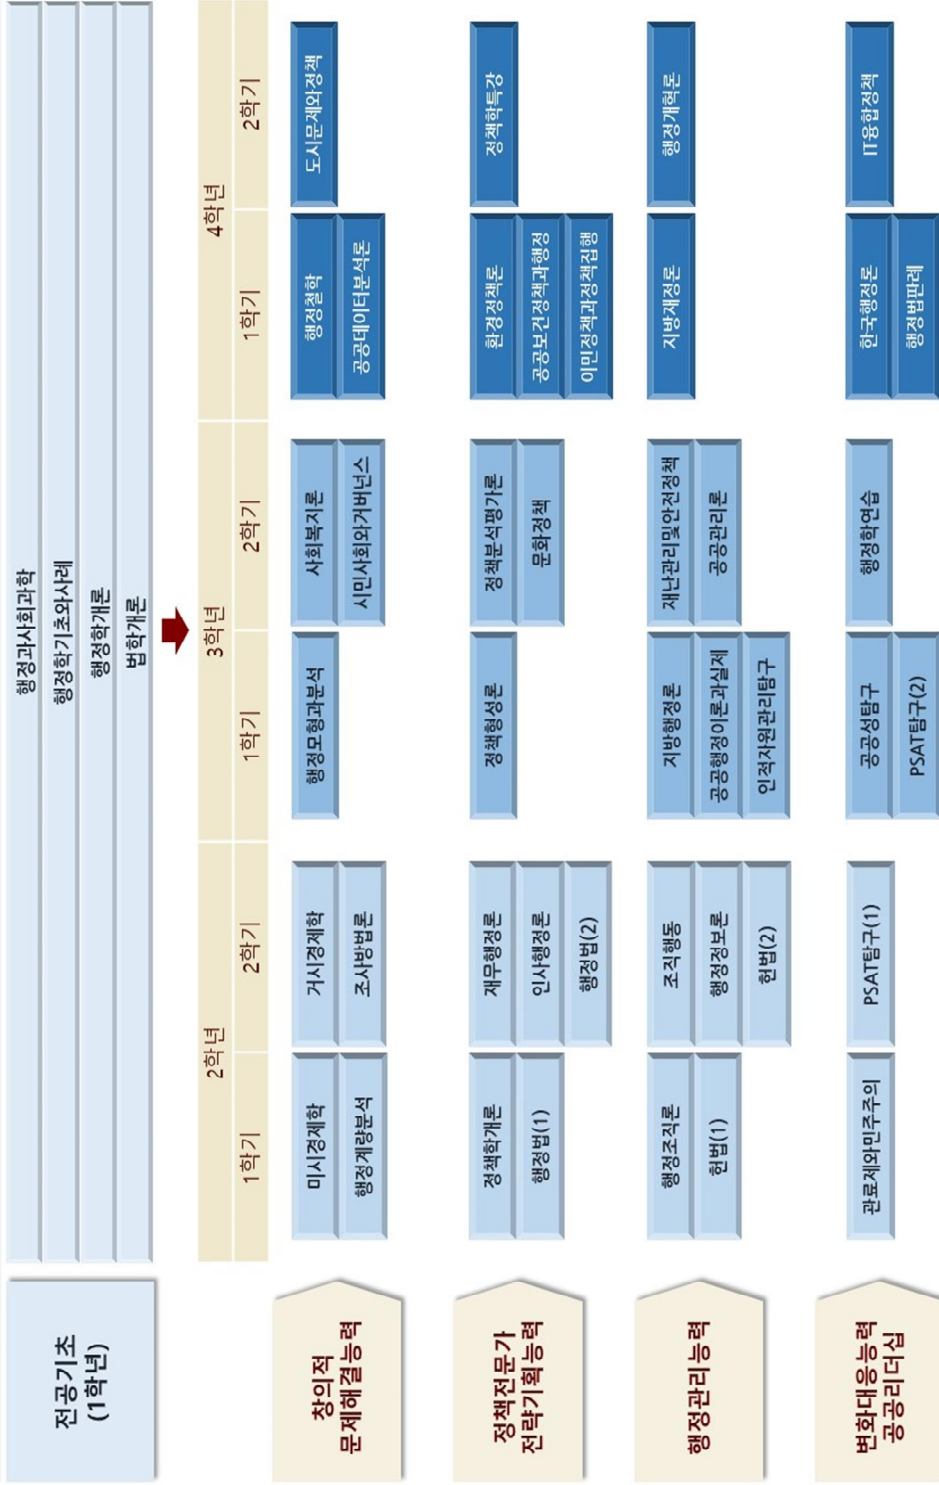 전공기초
(1학년)
행정과사회과학
행정학기초와사례
행정학개론
법학개론
2학년
3학년
4학년
1학기
2학기
1학기
2학기
1학기
2학기
창의적
문제해결능력
미시경제학
행정계량분석
거시경제학
조사방법론
행정모형과분석
사회복지론
시민사회와거버넌스
행정철학
공공데이터분석론
도시문제와정책
정책전문가
전략기획능력
정책학개론
행정법(1)
재무행정론
인사행정론
행정법(2)
정책형성론
정책분석평가론
문화정책
환경정책론
공공보건정책과행정
이민정책과정책집행
정책학특강
행정관리능력
행정조직론
헌법(1)
조직행동
행정정보론
헌법(2)
지방행정론
공공행정이론과실제
인적자원관리탐구
재난관리및안전정책
공공관리론
지방재정론
행정개혁론
변화대응능력
공공리더십
관료제와민주주의
PSAT탐구(1)
공공성탐구
PSAT탐구(2)
행정학연습
한국행정론
행정법판례
IT융합정책